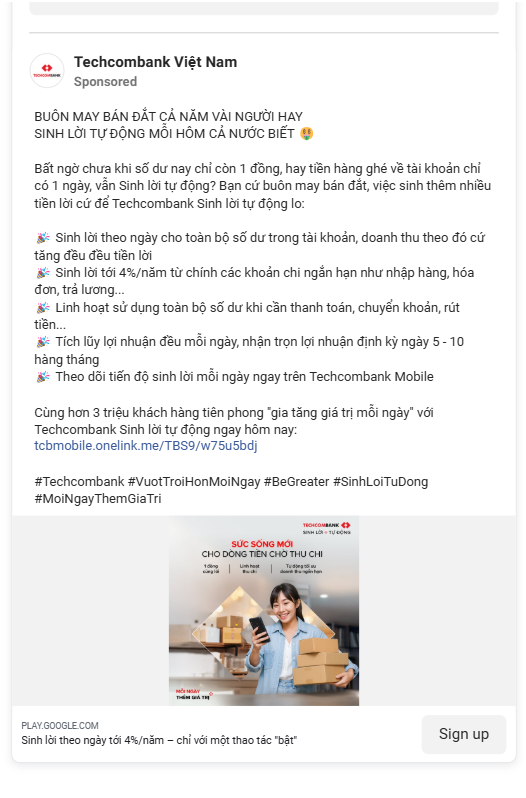 Techcombank Việt Nam
TECHCOMBANK
Sponsored
BUÔN MAY BÁN ĐẮT CẢ NĂM VÀI NGƯỜI HAY
SINH LỜI TỰ ĐỘNG MỖI HÔM CẢ NƯỚC BIẾT 🤑
Bất ngờ chưa khi số dư nay chỉ còn 1 đồng, hay tiền hàng ghé về tài khoản chỉ
có 1 ngày, vẫn Sinh lời tự động? Bạn cứ buôn may bán đắt, việc sinh thêm nhiều
tiền lời cứ để Techcombank Sinh lời tự động lo:
🎉 Sinh lời theo ngày cho toàn bộ số dư trong tài khoản, doanh thu theo đó cứ
tăng đều đều tiền lời
🎉 Sinh lời tới 4%/năm từ chính các khoản chi ngắn hạn như nhập hàng, hóa
đơn, trả lương...
🎉 Linh hoạt sử dụng toàn bộ số dư khi cần thanh toán, chuyển khoản, rút
tiền...
🎉 Tích lũy lợi nhuận đều mỗi ngày, nhận trọn lợi nhuận định kỳ ngày 5 - 10
hàng tháng
🎉 Theo dõi tiến độ sinh lời mỗi ngày ngay trên Techcombank Mobile
Cùng hơn 3 triệu khách hàng tiên phong "gia tăng giá trị mỗi ngày" với
Techcombank Sinh lời tự động ngay hôm nay:
tcbmobile.onelink.me/TBS9/w75u5bdj
#Techcombank #VuotTroiHonMoiNgay #BeGreater #SinhLoiTuDong
#MoiNgayThemGiaTri
TECHCOMBANK
SINH LỜI TỰ ĐỘNG
SỨC SỐNG MỚI
CHO DÒNG TIỀN CHỜ THU CHI
1 đồng
cũng lời
Linh hoạt
thu chi
Tự động tối ưu
doanh thu ngắn hạn
MỖI NGÀY
THÊM GIÁ TRỊ
PLAY.GOOGLE.COM
Sinh lời theo ngày tới 4%/năm – chỉ với một thao tác "bật"
Sign up